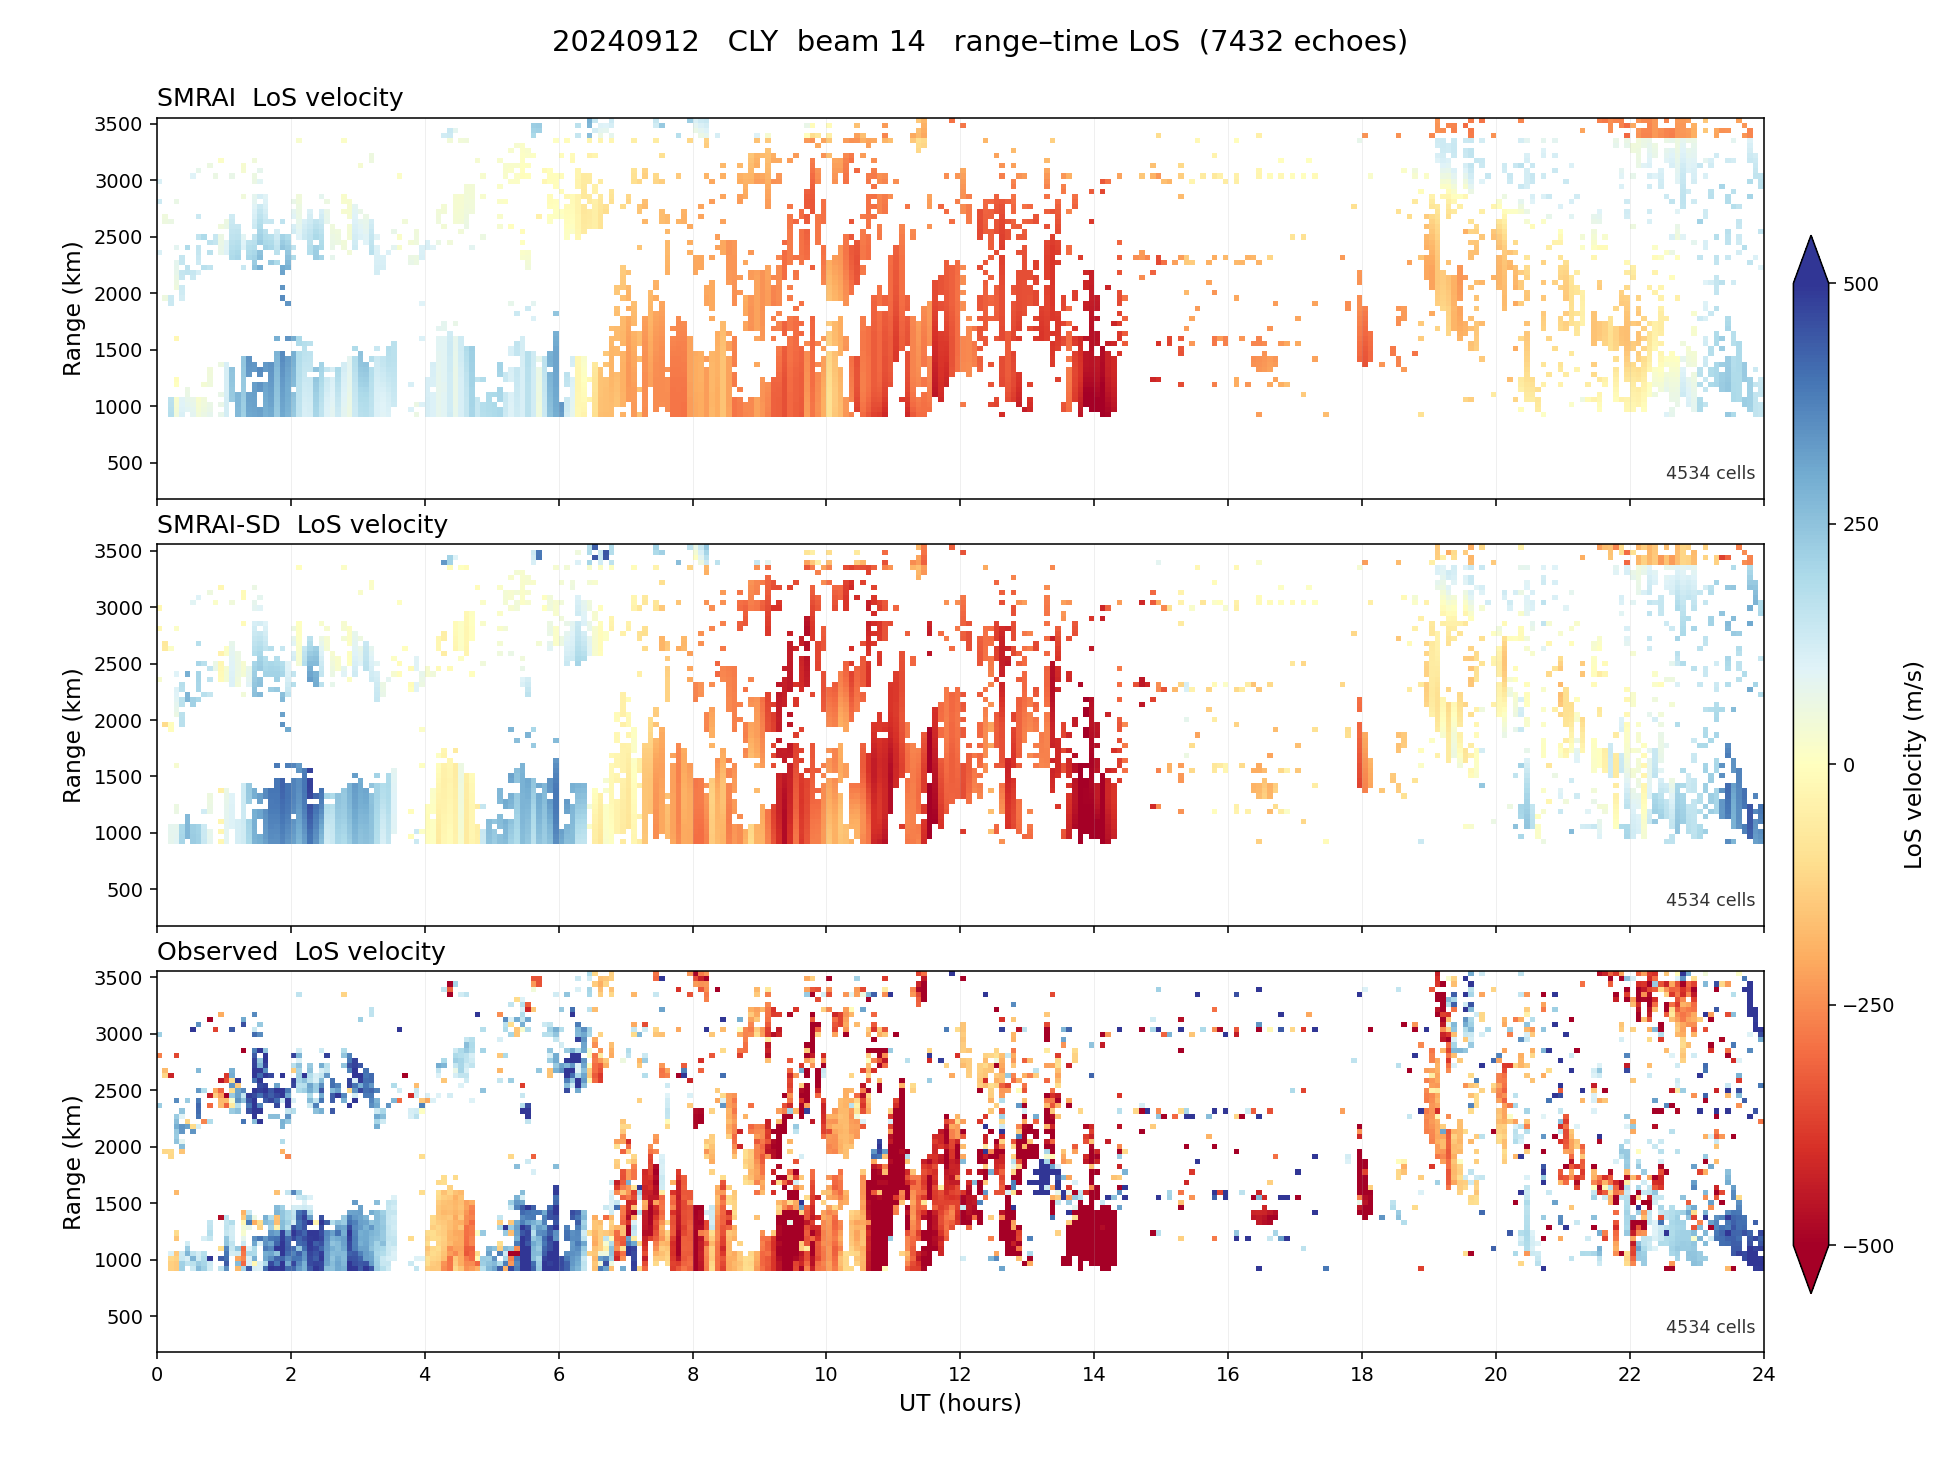 20240912 CLY beam 14 range–time LoS (7432 echoes)
SMRAI LoS velocity
3500
3000
2500
2000
1500
1000
500
Range (km)
4534 cells
SMRAI-SD LoS velocity
3500
3000
2500
2000
1500
1000
500
Range (km)
4534 cells
Observed LoS velocity
3500
3000
2500
2000
1500
1000
500
Range (km)
4534 cells
0 2 4 6 8 10 12 14 16 18 20 22 24
UT (hours)
500
250
0
−250
−500
LoS velocity (m/s)